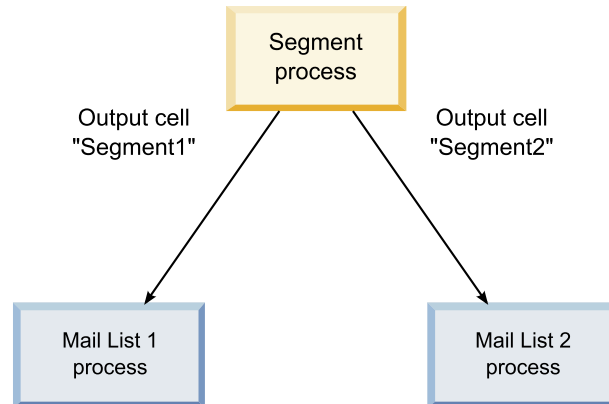 Segment
process
Output cell
"Segment1"
Output cell
"Segment2"
Mail List 1
process
Mail List 2
process